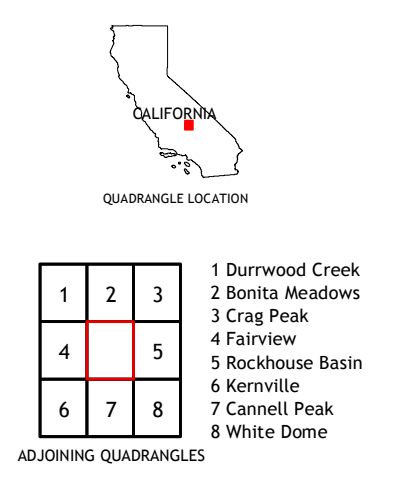 CALIFORNIA
QUADRANGLE LOCATION
1 2 3
4 5
6 7 8
1 Durrwood Creek
2 Bonita Meadows
3 Crag Peak
4 Fairview
5 Rockhouse Basin
6 Kernville
7 Cannell Peak
8 White Dome
ADJOINING QUADRANGLES